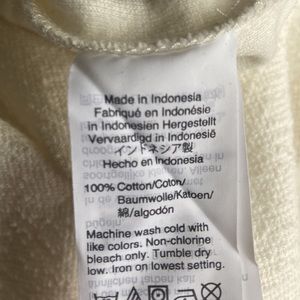 Made in Indonesia
Fabriqué en Indonésie
in Indonesien Hergestellt
Vervaardigd in Indonesië
インドネシア製
Hecho en Indonesia
100% Cotton/Coton/
Baumwolle/Katoen/
綿/algodón
Machine wash cold with
like colors. Non-chlorine
bleach only. Tumble dry
low. Iron on lowest setting.